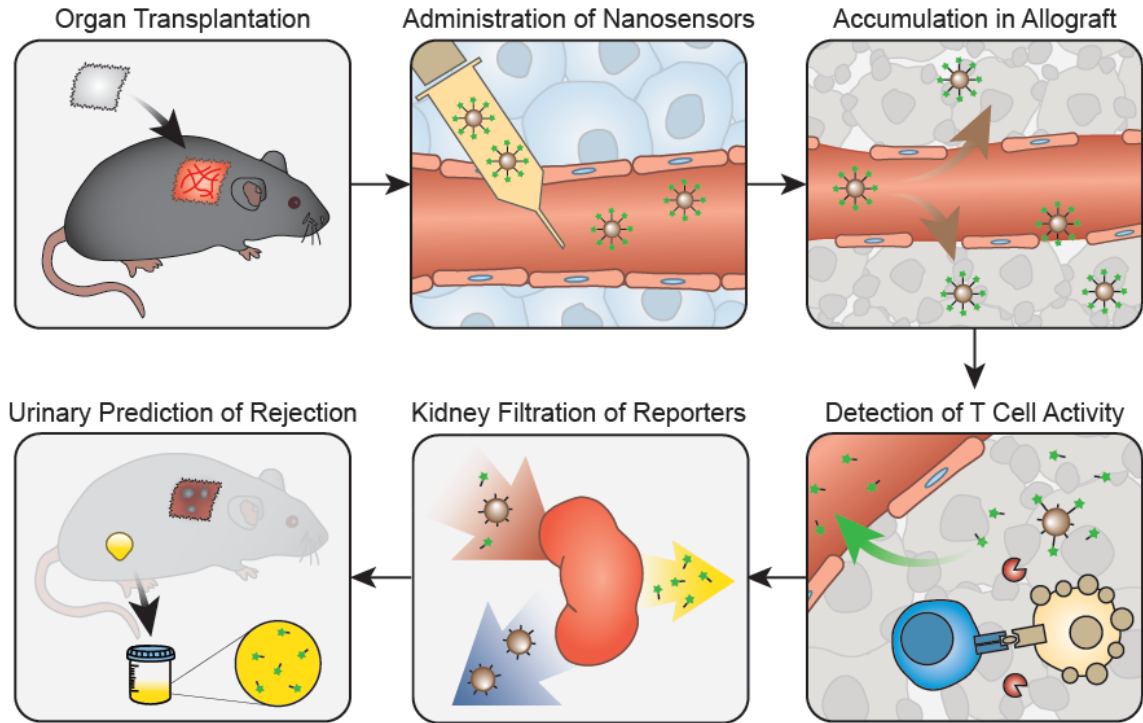 Organ Transplantation
Administration of Nanosensors
Accumulation in Allograft
Urinary Prediction of Rejection
Kidney Filtration of Reporters
Detection of T Cell Activity